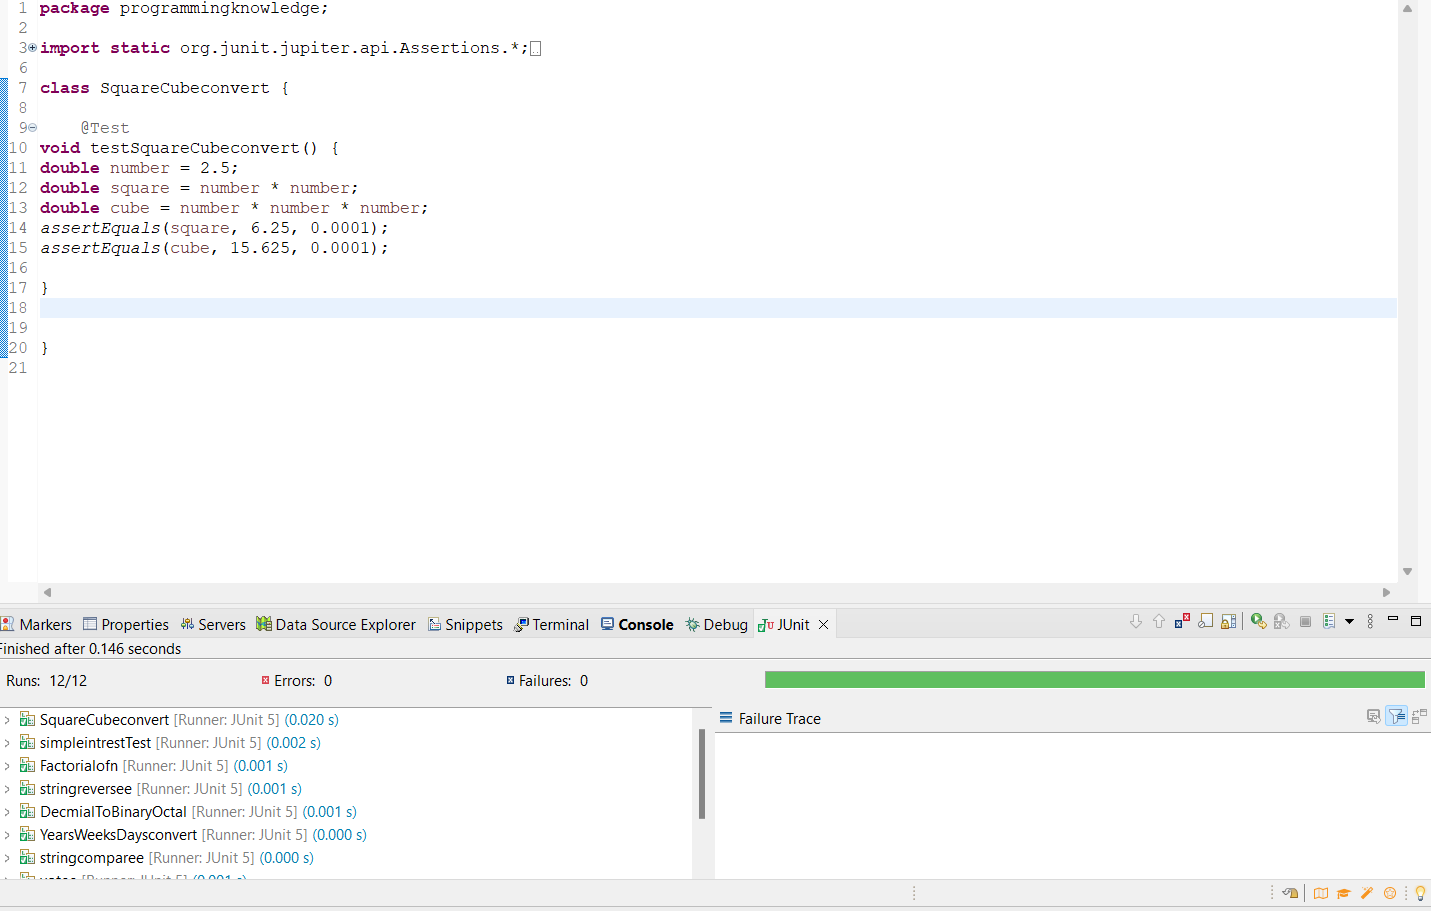 1 package programmingknowledge;
2
3 import static org.junit.jupiter.api.Assertions.*;
6
7 class SquareCubeconvert {
8
9 @Test
10 void testSquareCubeconvert() {
11 double number = 2.5;
12 double square = number * number;
13 double cube = number * number * number;
14 assertEquals(square, 6.25, 0.0001);
15 assertEquals(cube, 15.625, 0.0001);
16
17 }
18
19
20 }
21
Markers Properties Servers Data Source Explorer Snippets Terminal Console Debug JUnit
Finished after 0.146 seconds
Runs: 12/12 Errors: 0 Failures: 0
SquareCubeconvert [Runner: JUnit 5] (0.020 s)
Failure Trace
simpleintrestTest [Runner: JUnit 5] (0.002 s)
Factorialofn [Runner: JUnit 5] (0.001 s)
stringreversee [Runner: JUnit 5] (0.001 s)
DecmialToBinaryOctal [Runner: JUnit 5] (0.001 s)
YearsWeeksDaysconvert [Runner: JUnit 5] (0.000 s)
stringcomparee [Runner: JUnit 5] (0.000 s)
[Runner: JUnit 5] (0.001 s)